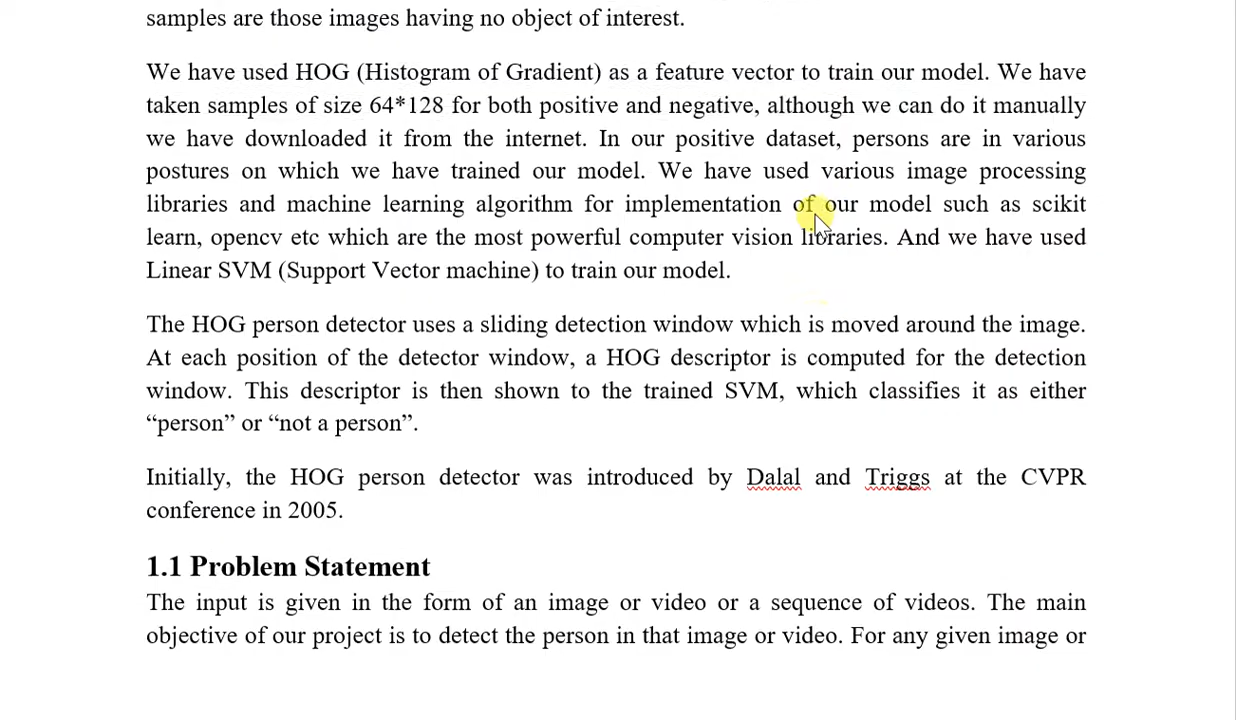 samples are those images having no object of interest.
We have used HOG (Histogram of Gradient) as a feature vector to train our model. We have
taken samples of size 64*128 for both positive and negative, although we can do it manually
we have downloaded it from the internet. In our positive dataset, persons are in various
postures on which we have trained our model. We have used various image processing
libraries and machine learning algorithm for implementation of our model such as scikit
learn, opencv etc which are the most powerful computer vision libraries. And we have used
Linear SVM (Support Vector machine) to train our model.
The HOG person detector uses a sliding detection window which is moved around the image.
At each position of the detector window, a HOG descriptor is computed for the detection
window. This descriptor is then shown to the trained SVM, which classifies it as either
“person” or “not a person”.
Initially, the HOG person detector was introduced by Dalal and Triggs at the CVPR
conference in 2005.
1.1 Problem Statement
The input is given in the form of an image or video or a sequence of videos. The main
objective of our project is to detect the person in that image or video. For any given image or